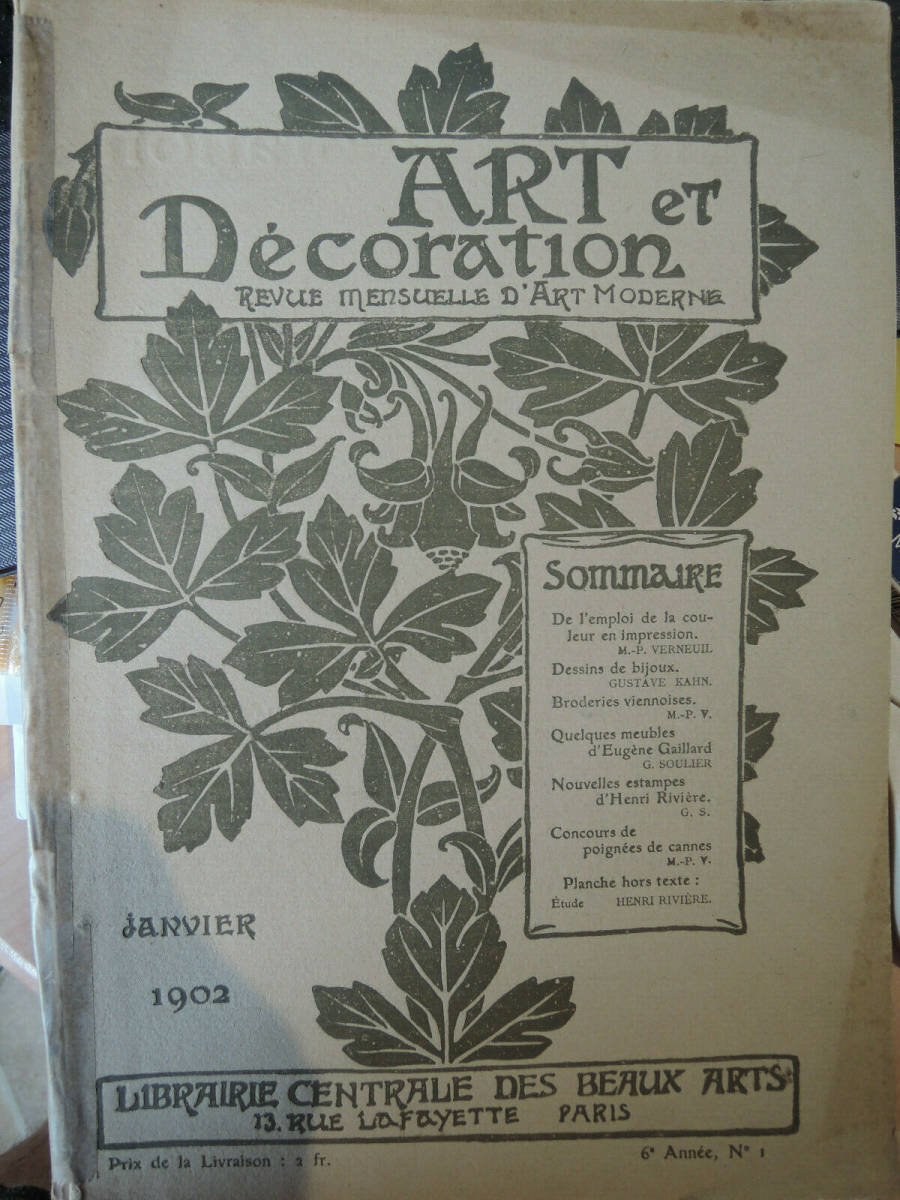 ART et
Décoration
Revue mensuelle d'Art Moderne
Sommaire
De l'emploi de la cou-
leur en impression.
M.-P. VERNEUIL
Dessins de bijoux.
GUSTAVE KAHN.
Broderies viennoises.
M.-P. V.
Quelques meubles
d'Eugène Gaillard
G. SOULIER
Nouvelles estampes
d'Henri Rivière.
G. S.
Concours de
poignées de cannes
M.-P. V.
Planche hors texte :
Étude HENRI RIVIÈRE.
JANVIER
1902
LIBRAIRIE CENTRALE DES BEAUX ARTS
13. RUE LAFAYETTE PARIS
Prix de la Livraison : 2 fr. 6e Année, No 1